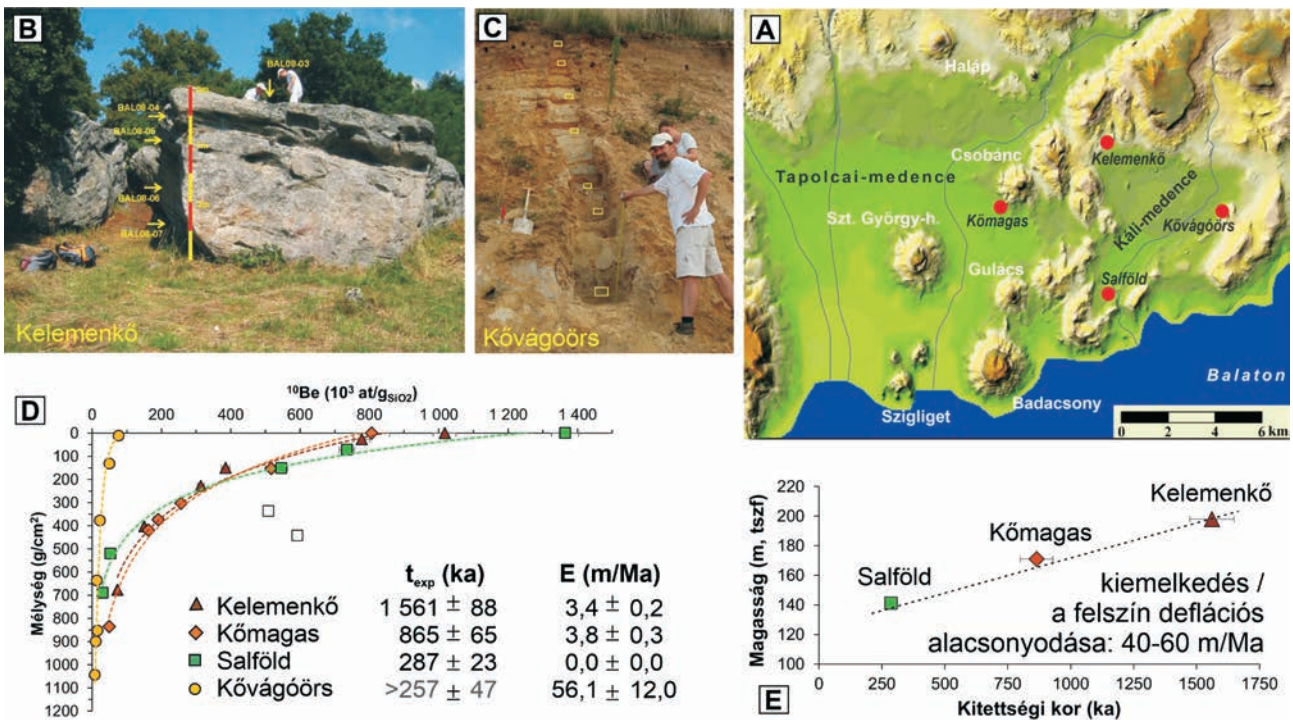 B
BAL08-03
BAL08-04
BAL08-05
BAL08-06
BAL08-07
Kelemenkő
C
Kővágóörs
A
Haláp
Csobánc
Kelemenkő
Tapolcai-medence
Szt. György-h.
Kőmagas
Káli-medence
Kővágóörs
Gulács
Salföld
Szigliget
Badacsony
Balaton
0 2 4 6 km
D
¹⁰Be (10³ at/g_SiO2)
0 200 400 600 800 1 000 1 200 1 400
Mélység (g/cm²)
0
100
200
300
400
500
600
700
800
900
1000
1100
1200
t_exp (ka) E (m/Ma)
Kelemenkő 1 561 ± 88 3,4 ± 0,2
Kőmagas 865 ± 65 3,8 ± 0,3
Salföld 287 ± 23 0,0 ± 0,0
Kővágóörs >257 ± 47 56,1 ± 12,0
E
Magasság (m, tszf)
220
200
180
160
140
120
100
Kelemenkő
Kőmagas
Salföld
kiemelkedés /
a felszín deflációs
alacsonyodása: 40-60 m/Ma
0 250 500 750 1000 1250 1500 1750
Kitettségi kor (ka)